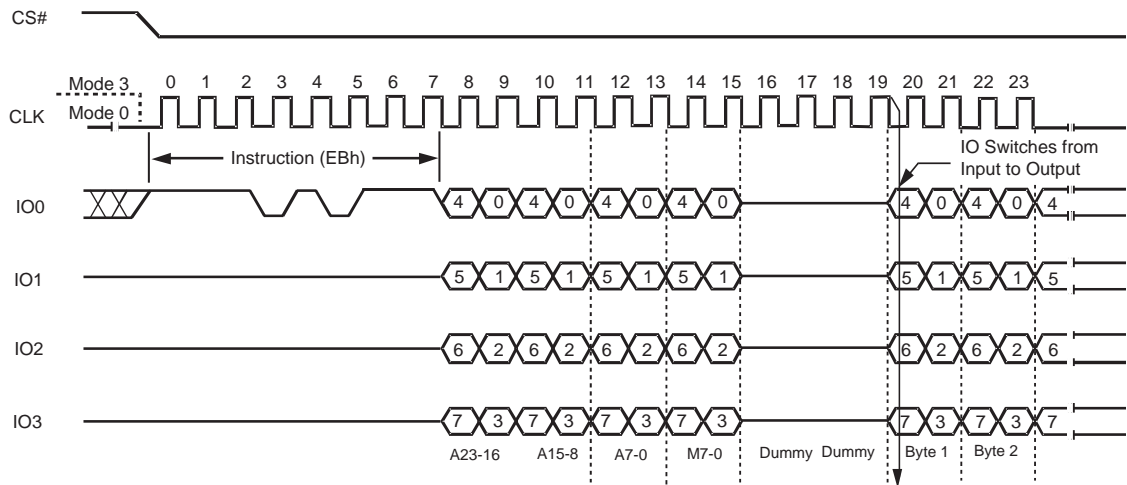 CS#
Mode 3 0 1 2 3 4 5 6 7 8 9 10 11 12 13 14 15 16 17 18 19 20 21 22 23
CLK Mode 0
Instruction (EBh)
IO Switches from
Input to Output
IO0 4 0 4 0 4 0 4 0 4 0 4 0 4
IO1 5 1 5 1 5 1 5 1 5 1 5 1 5
IO2 6 2 6 2 6 2 6 2 6 2 6 2 6
IO3 7 3 7 3 7 3 7 3 7 3 7 3 7
A23-16 A15-8 A7-0 M7-0 Dummy Dummy Byte 1 Byte 2